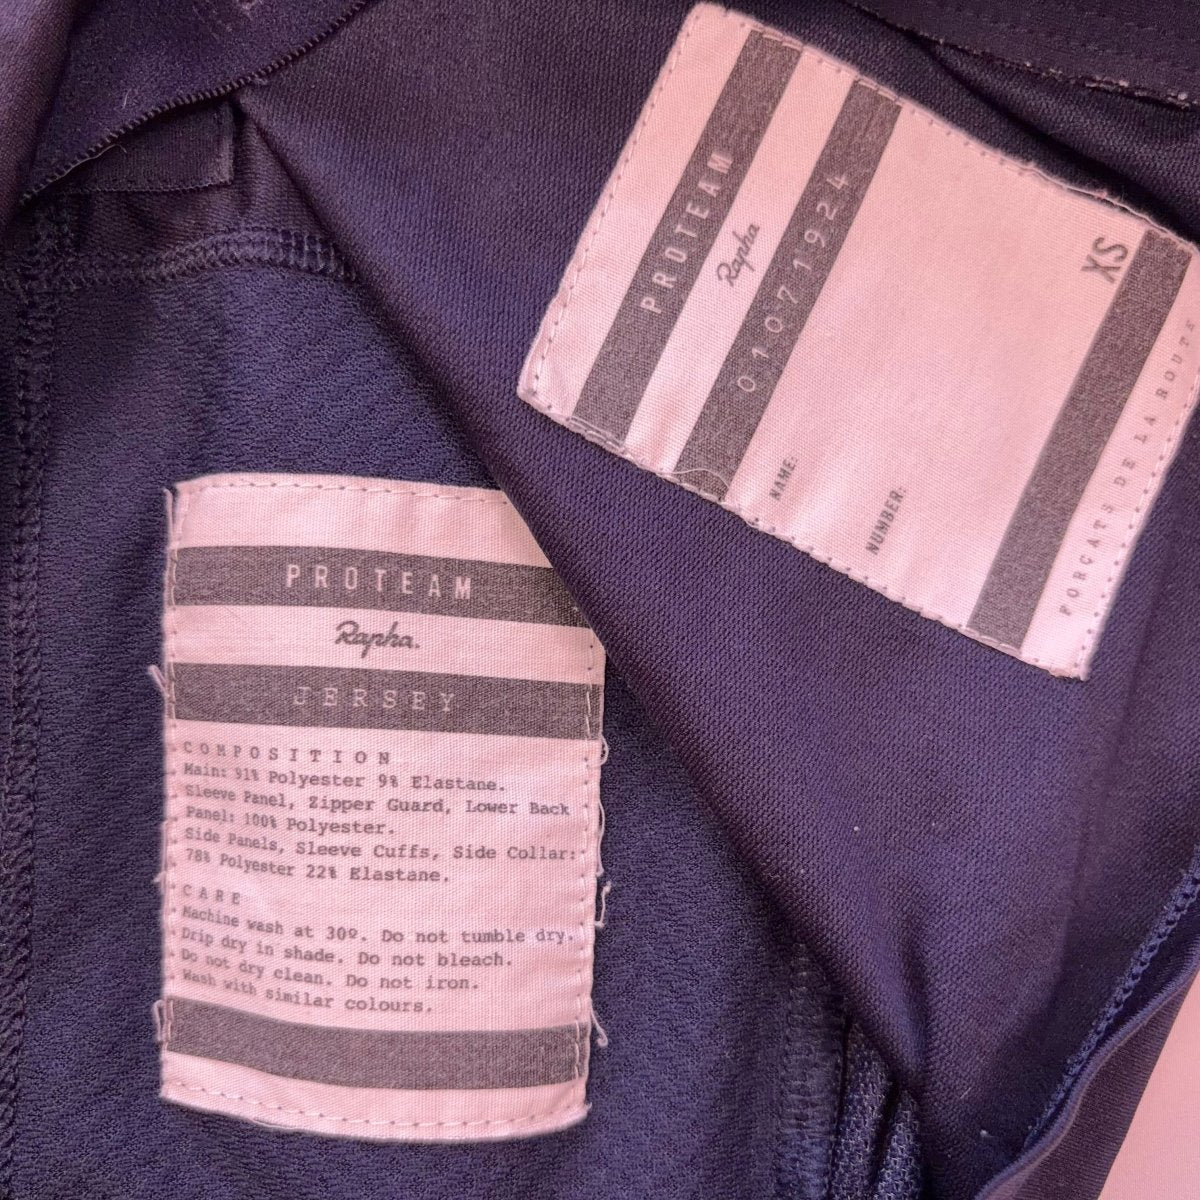 PROTEAM
Rapha
01071924
NAME:
NUMBER:
XS
FORÇATS DE LA ROUTE
PROTEAM
Rapha.
JERSEY
COMPOSITION
Main: 91% Polyester 9% Elastane.
Sleeve Panel, Zipper Guard, Lower Back
Panel: 100% Polyester.
Side Panels, Sleeve Cuffs, Side Collar:
78% Polyester 22% Elastane.
CARE
Machine wash at 30º. Do not tumble dry.
Drip dry in shade. Do not bleach.
Do not dry clean. Do not iron.
Wash with similar colours.